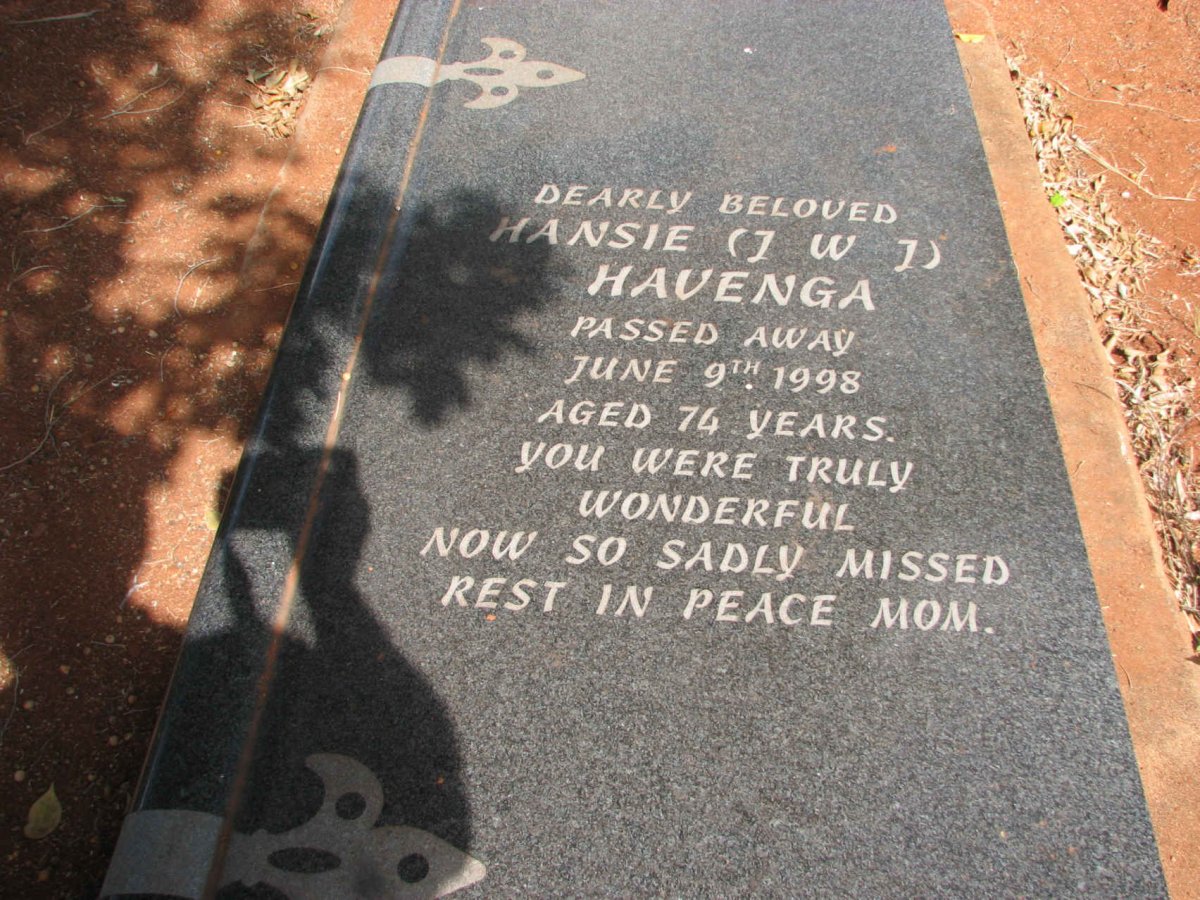 DEARLY BELOVED
HANSIE (J W J)
HAVENGA
PASSED AWAY
JUNE 9TH. 1998
AGED 74 YEARS.
YOU WERE TRULY
WONDERFUL
NOW SO SADLY MISSED
REST IN PEACE MOM.